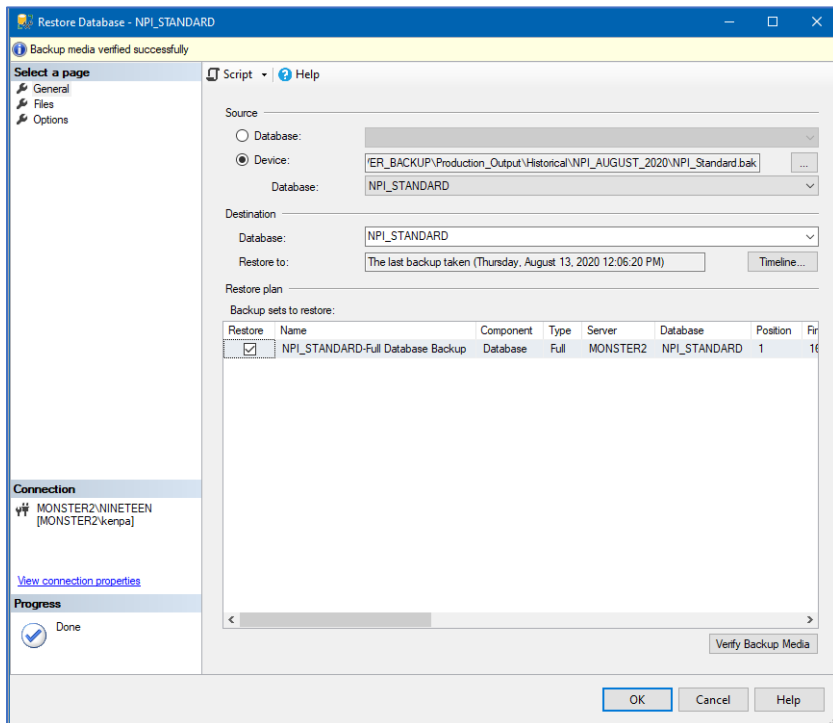 Restore Database - NPI_STANDARD
Backup media verified successfully
Select a page
General
Files
Options
Script
Help
Source
Database:
Device:
'ER_BACKUP\Production_Output\Historical\NPI_AUGUST_2020\NPI_Standard.bak
...
Database:
NPI_STANDARD
Destination
Database:
NPI_STANDARD
Restore to:
The last backup taken (Thursday, August 13, 2020 12:06:20 PM)
Timeline...
Restore plan
Backup sets to restore:
Restore Name Component Type Server Database Position Fir
NPI_STANDARD-Full Database Backup Database Full MONSTER2 NPI_STANDARD 1 16
Connection
MONSTER2\NINETEEN
[MONSTER2\kenpa]
View connection properties
Progress
Done
Verify Backup Media
OK Cancel Help